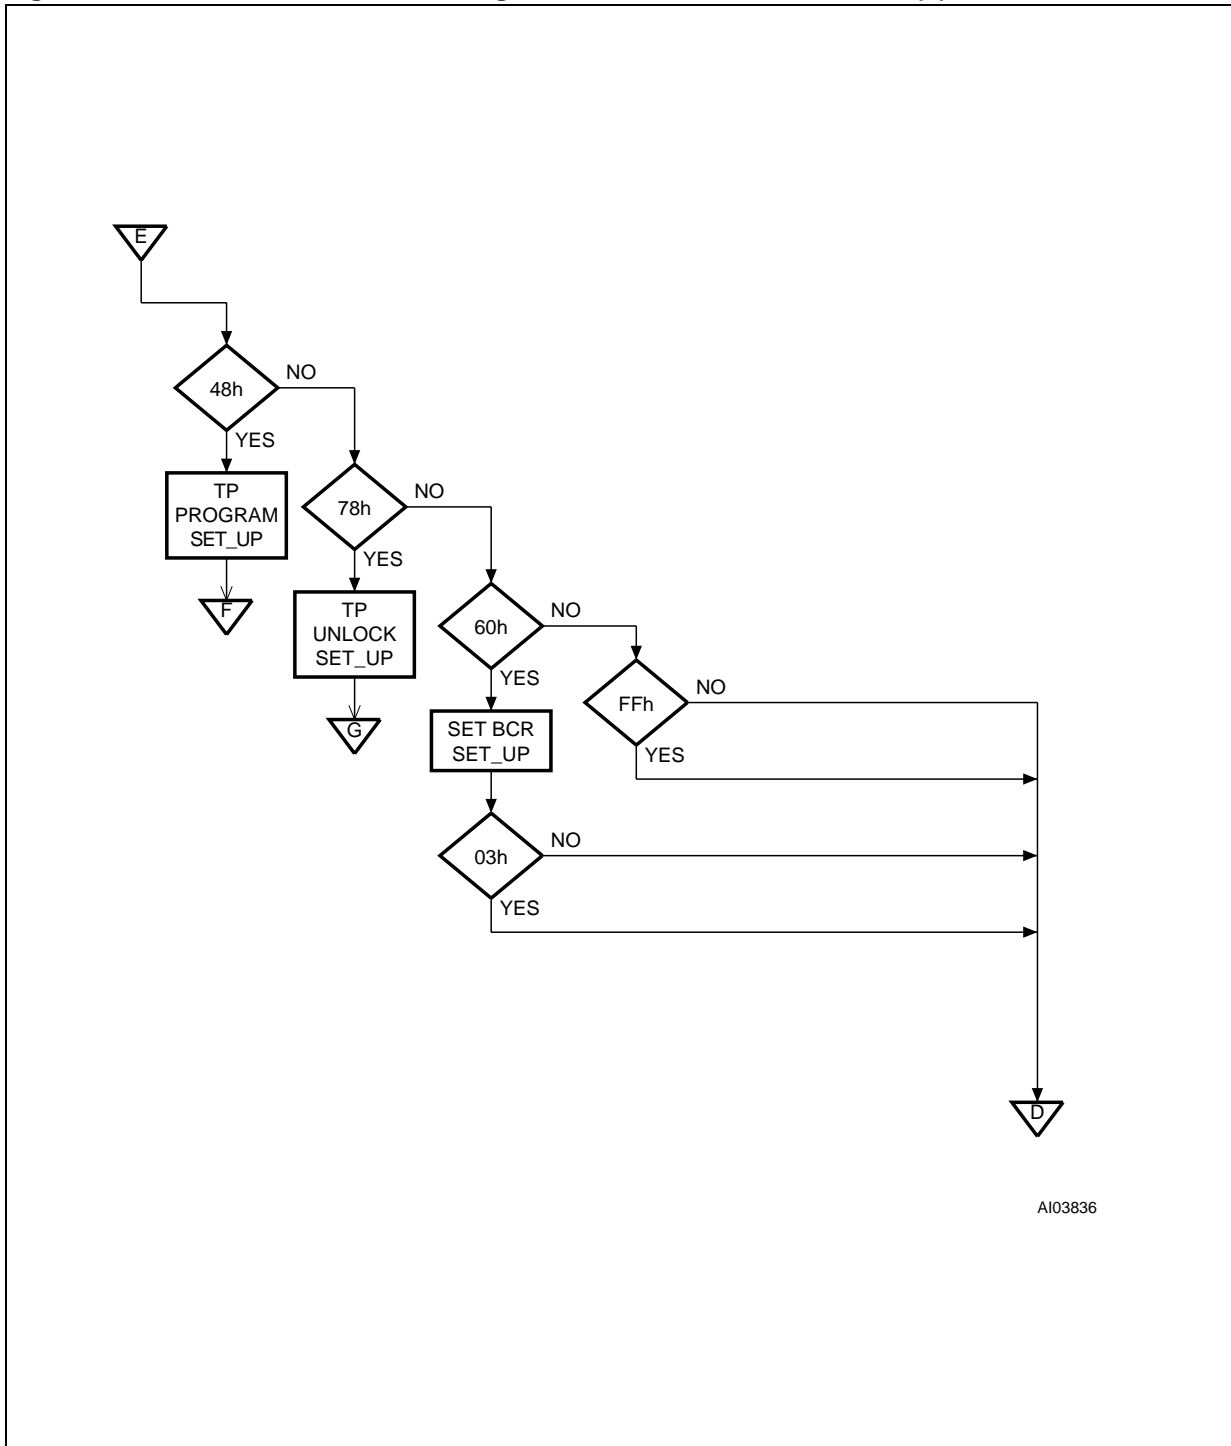 E
48h
NO
YES
TP
PROGRAM
SET_UP
F
78h
NO
YES
TP
UNLOCK
SET_UP
G
60h
NO
YES
SET BCR
SET_UP
FFh
NO
YES
03h
NO
YES
D
AI03836